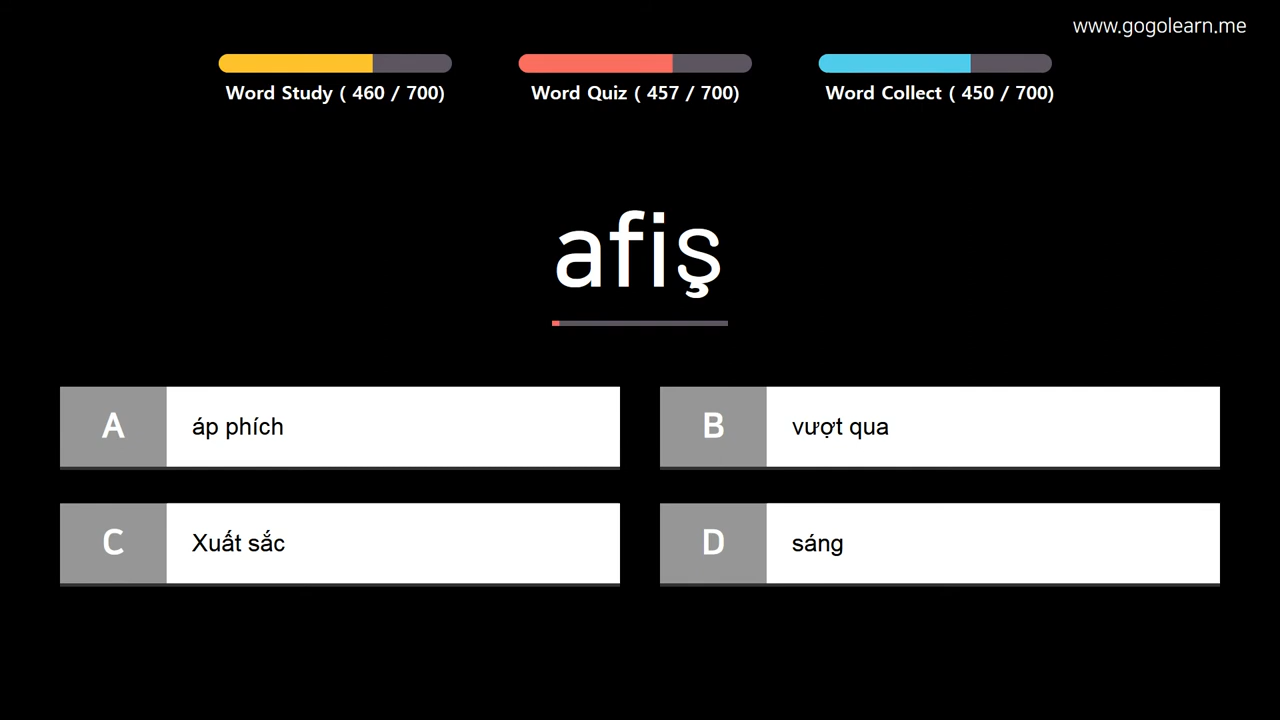 www.gogolearn.me
Word Study ( 460 / 700)
Word Quiz ( 457 / 700)
Word Collect ( 450 / 700)
afiş
A
áp phích
B
vượt qua
C
Xuất sắc
D
sáng